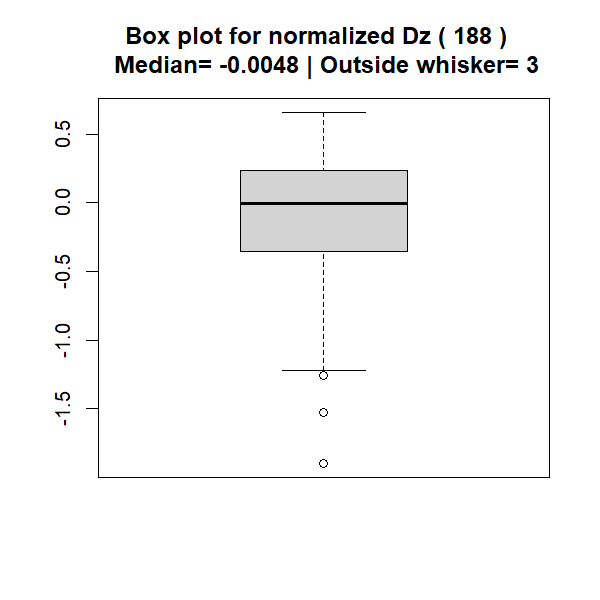 Box plot for normalized Dz ( 188 )
Median= -0.0048 | Outside whisker= 3
0.5
0.0
-0.5
-1.0
-1.5